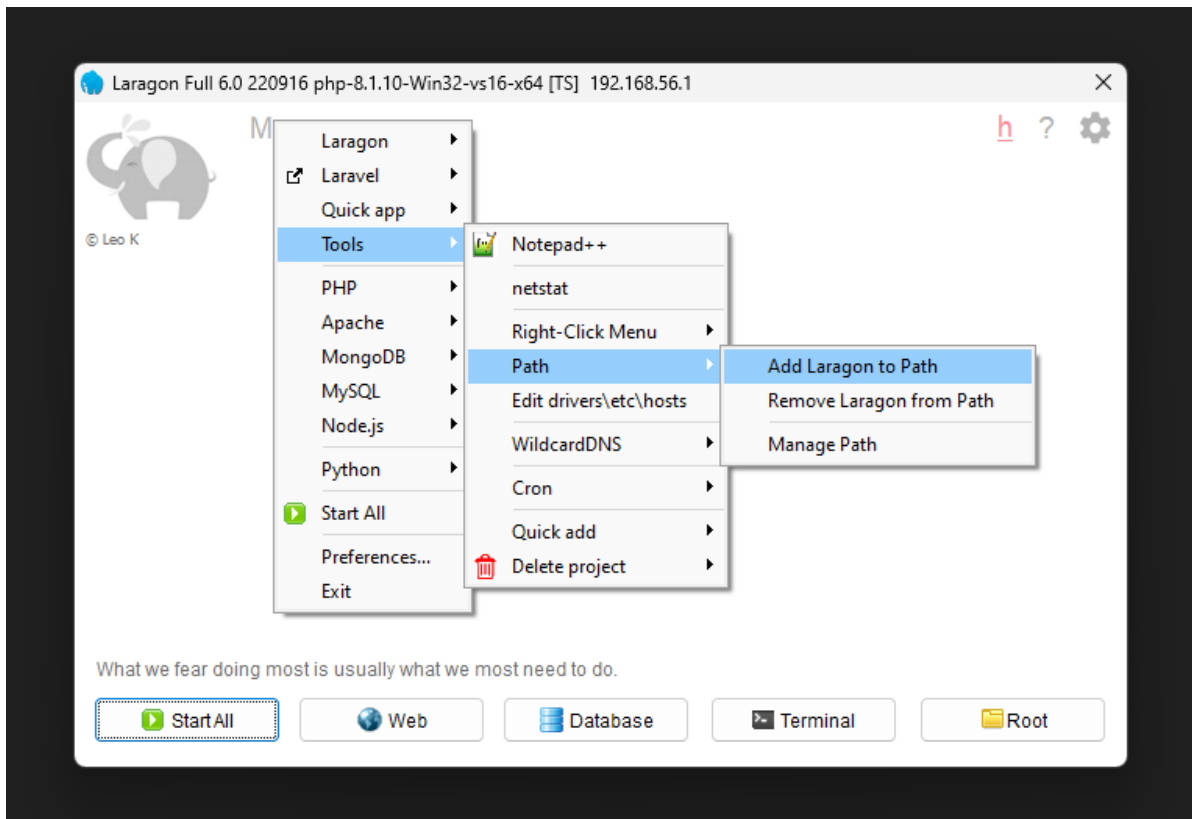 Laragon Full 6.0 220916 php-8.1.10-Win32-vs16-x64 [TS] 192.168.56.1
M
h ?
© Leo K
Laragon
Laravel
Quick app
Tools
PHP
Apache
MongoDB
MySQL
Node.js
Python
Start All
Preferences...
Exit
Notepad++
netstat
Right-Click Menu
Path
Edit drivers\etc\hosts
WildcardDNS
Cron
Quick add
Delete project
Add Laragon to Path
Remove Laragon from Path
Manage Path
What we fear doing most is usually what we most need to do.
Start All Web Database Terminal Root